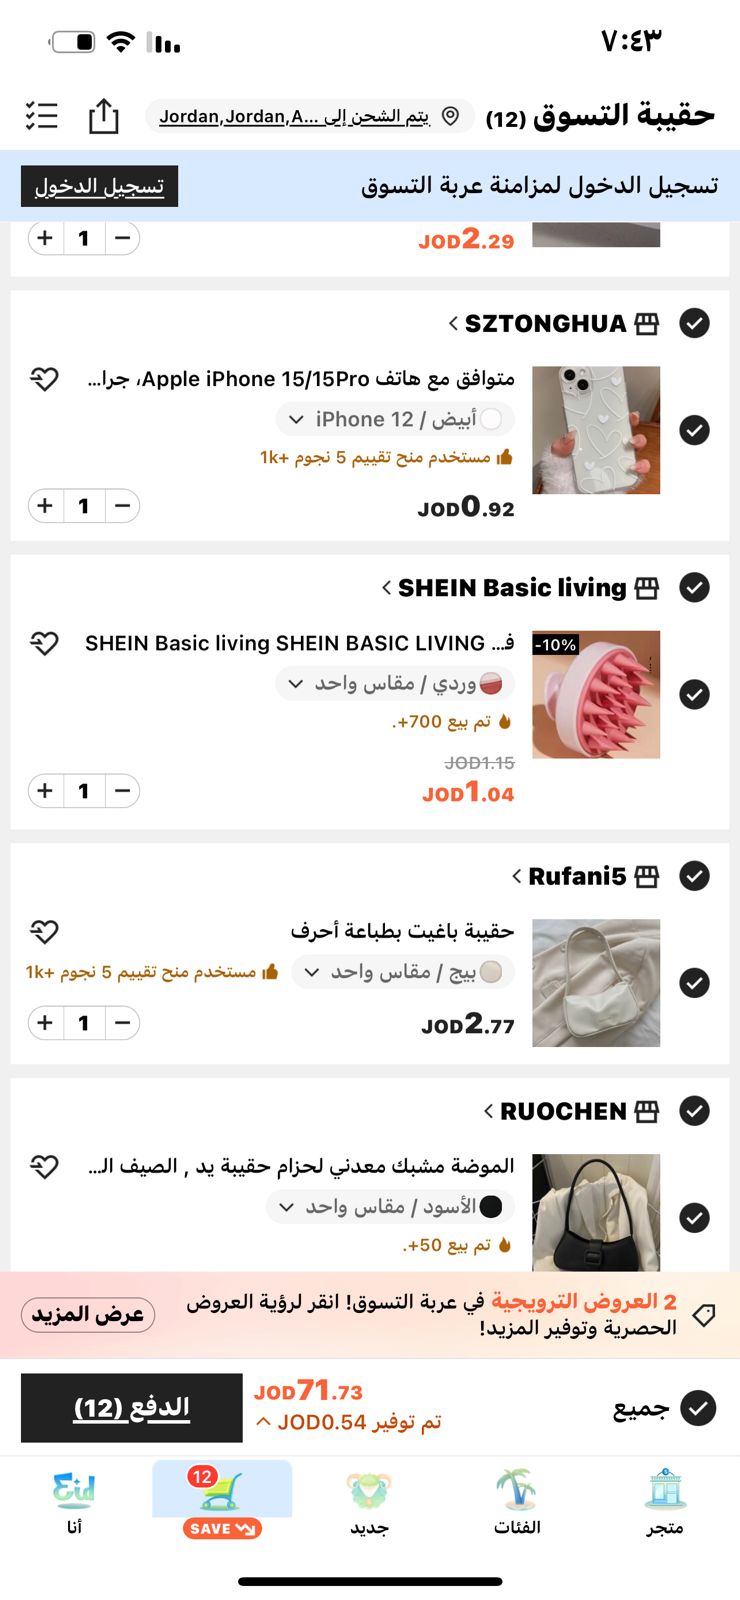 ٧:٤٣
حقيبة التسوق (12)
يتم الشحن إلى Jordan,Jordan,A...
تسجيل الدخول لمزامنة عربة التسوق
تسجيل الدخول
JOD2.29
+ 1 −
SZTONGHUA
متوافق مع هاتف Apple iPhone 15/15Pro، جرا...
أبيض / iPhone 12
مستخدم منح تقييم 5 نجوم 1k+
JOD0.92
+ 1 −
SHEIN Basic living
SHEIN Basic living SHEIN BASIC LIVING ف...
-10%
وردي / مقاس واحد
تم بيع 700+.
JOD1.15
JOD1.04
+ 1 −
Rufani5
حقيبة باغيت بطباعة أحرف
بيج / مقاس واحد
مستخدم منح تقييم 5 نجوم 1k+
JOD2.77
+ 1 −
RUOCHEN
الموضة مشبك معدني لحزام حقيبة يد , الصيف ال...
الأسود / مقاس واحد
تم بيع 50+.
2 العروض الترويجية في عربة التسوق! انقر لرؤية العروض
الحصرية وتوفير المزيد!
عرض المزيد
جميع
JOD71.73
تم توفير JOD0.54
الدفع (12)
متجر
الفئات
جديد
12
SAVE
Eid
أنا